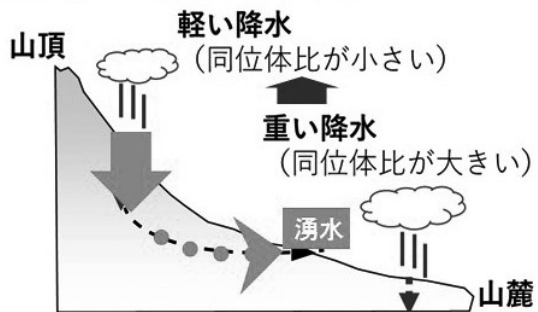 軽い降水
山頂
（同位体比が小さい）
重い降水
（同位体比が大きい）
湧水
山麓